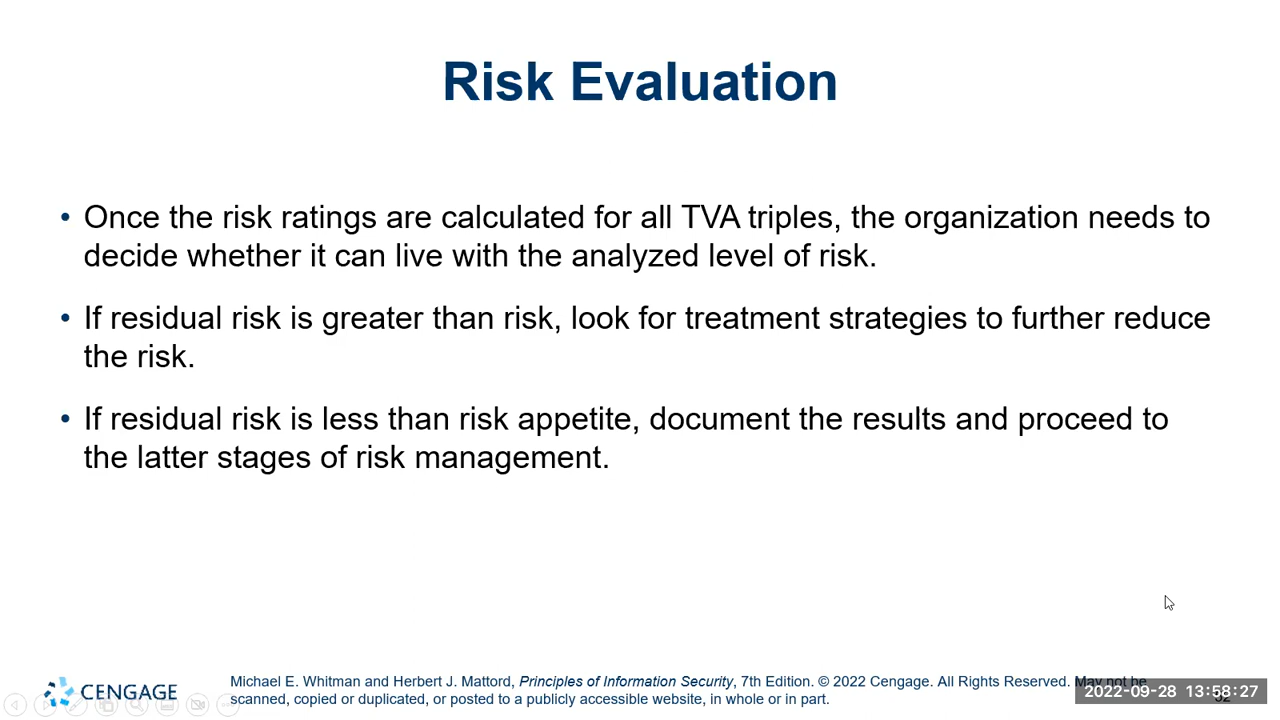 Risk Evaluation
• Once the risk ratings are calculated for all TVA triples, the organization needs to
decide whether it can live with the analyzed level of risk.
• If residual risk is greater than risk, look for treatment strategies to further reduce
the risk.
• If residual risk is less than risk appetite, document the results and proceed to
the latter stages of risk management.
CENGAGE
Michael E. Whitman and Herbert J. Mattord, Principles of Information Security, 7th Edition. © 2022 Cengage. All Rights Reserved. May not be
scanned, copied or duplicated, or posted to a publicly accessible website, in whole or in part.
2022-09-28 13:58:27